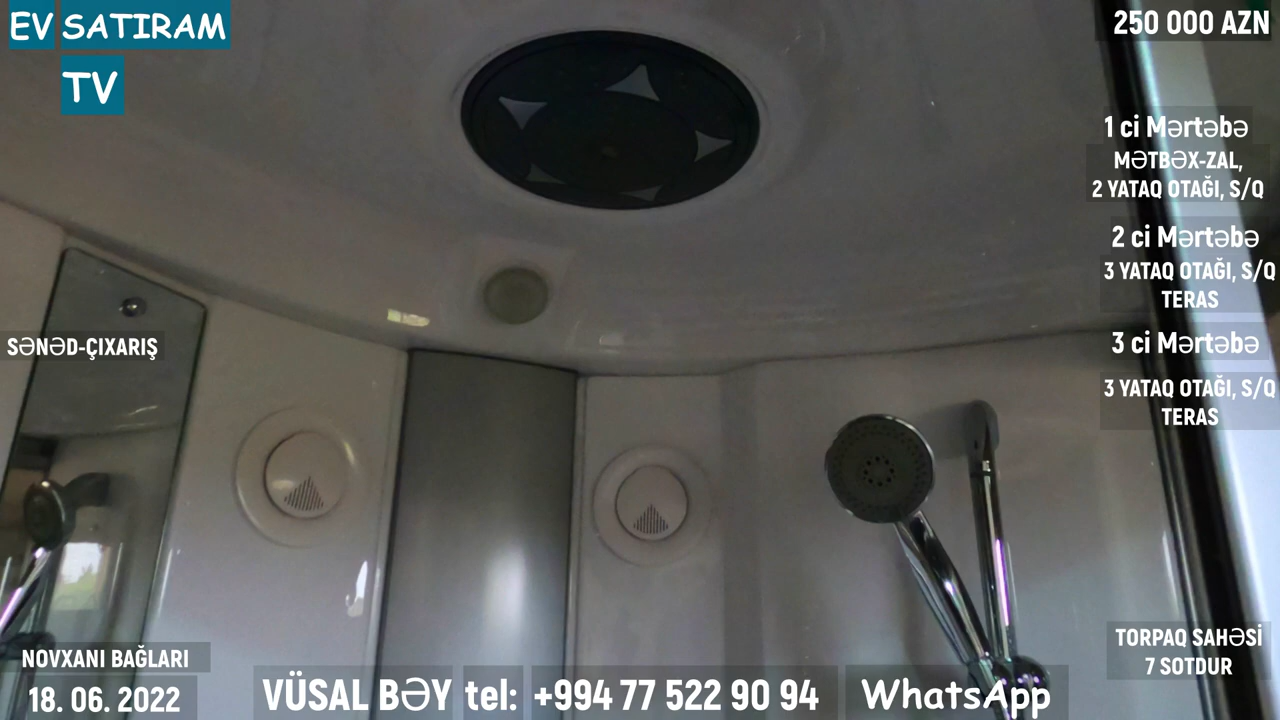 EV SATIRAM
TV
250 000 AZN
1 ci Mərtəbə
MƏTBƏX-ZAL,
2 YATAQ OTAĞI, S/Q
2 ci Mərtəbə
3 YATAQ OTAĞI, S/Q
TERAS
3 ci Mərtəbə
3 YATAQ OTAĞI, S/Q
TERAS
SƏNƏD-ÇIXARIŞ
TORPAQ SAHƏSİ
7 SOTDUR
NOVXANI BAĞLARI
18. 06. 2022
VÜSAL BƏY tel: +994 77 522 90 94 WhatsApp